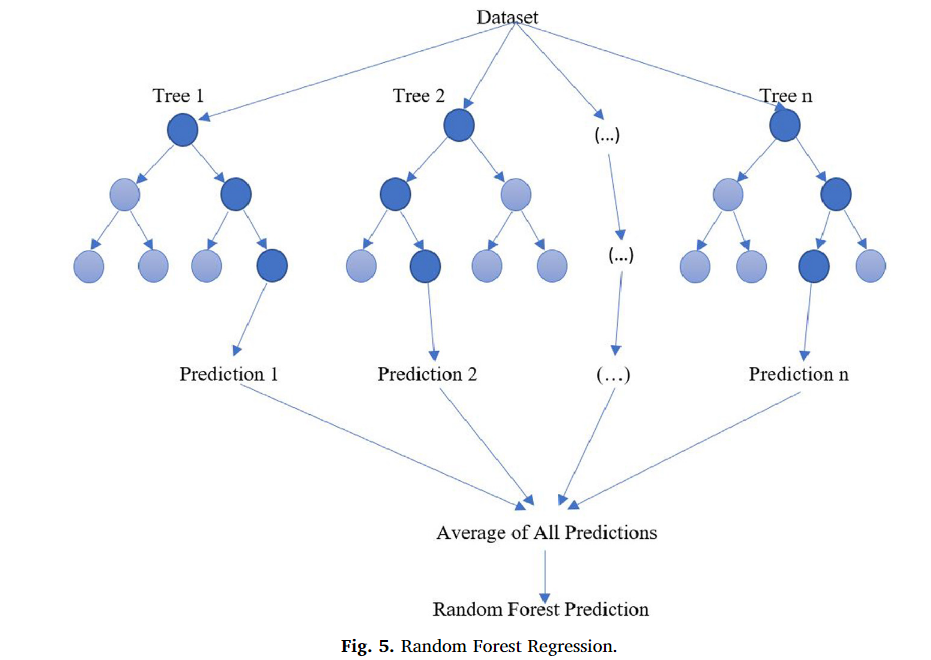 Dataset
Tree 1 Tree 2 Tree n
(...)
(...)
Prediction 1 Prediction 2 (...) Prediction n
Average of All Predictions
Random Forest Prediction
Fig. 5. Random Forest Regression.